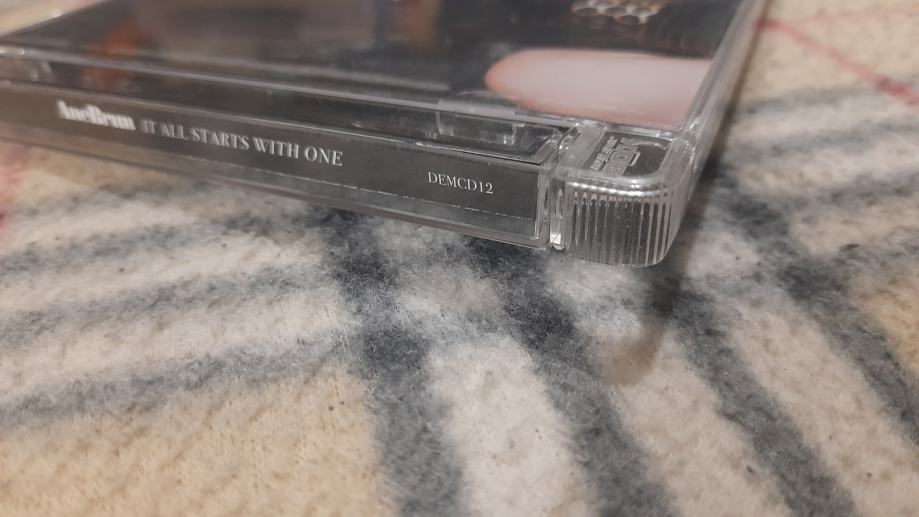 AneBrun IT ALL STARTS WITH ONE
DEMCD12